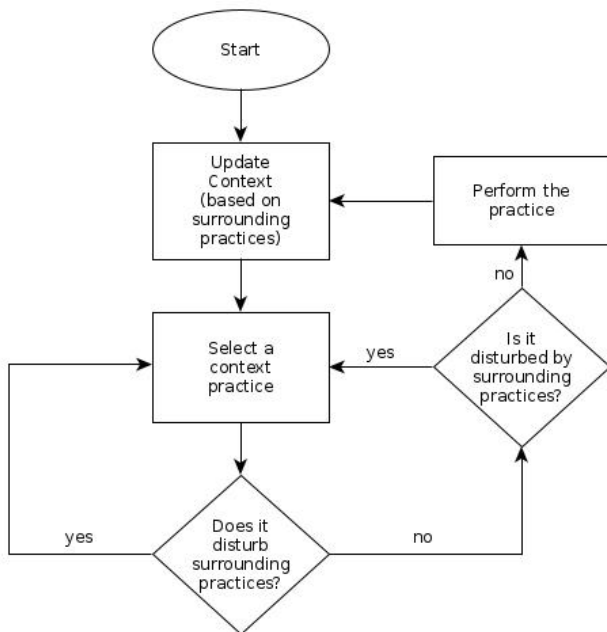 Start
Update
Context
(based on
surrounding
practices)
Perform the
practice
no
Select a
context
practice
yes
Is it
disturbed by
surrounding
practices?
yes
Does it
disturb
surrounding
practices?
no